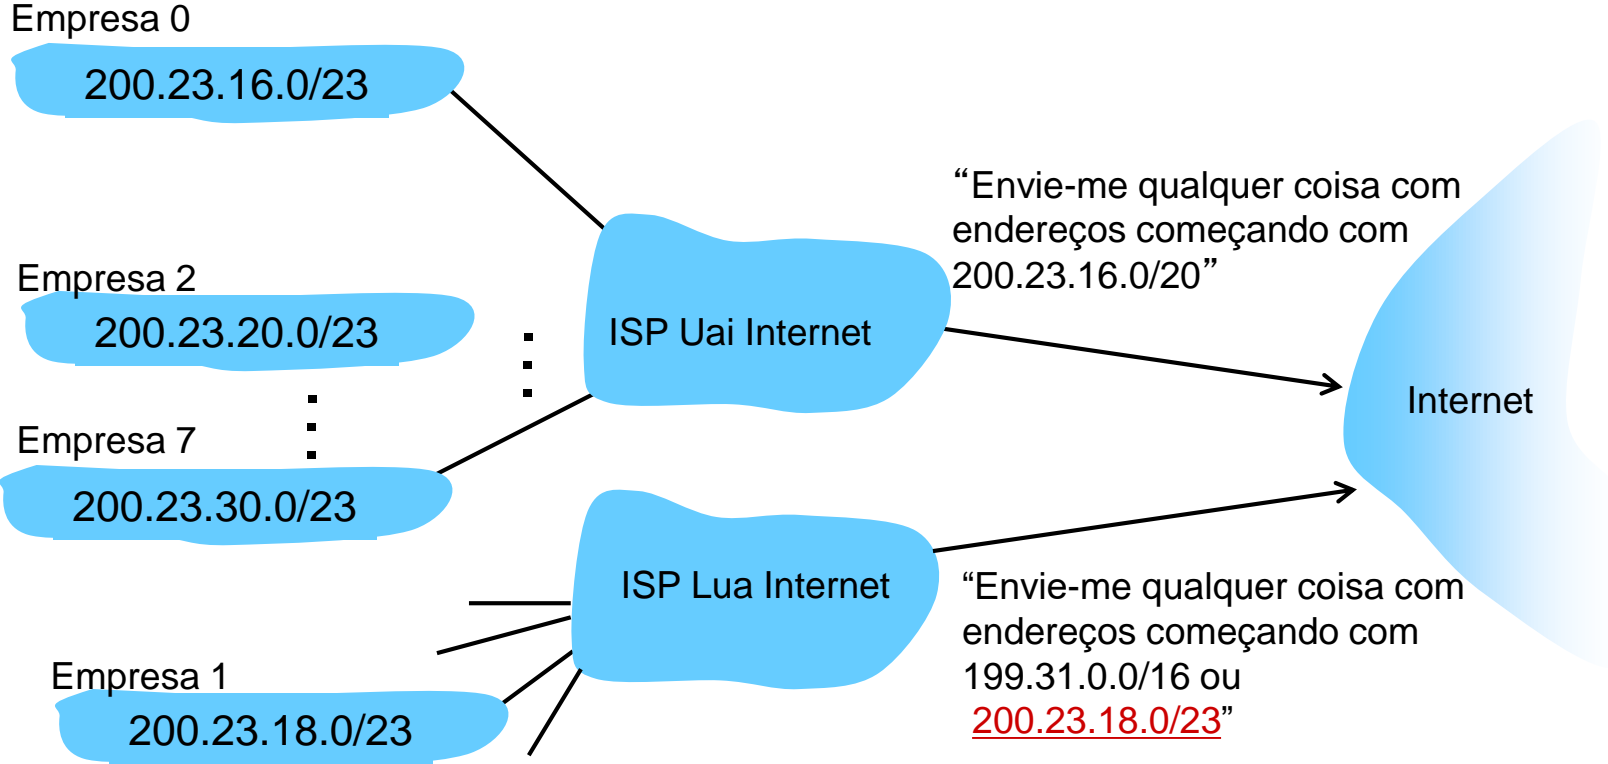 Empresa 0
200.23.16.0/23
“Envie-me qualquer coisa com
endereços começando com
200.23.16.0/20”
Empresa 2
200.23.20.0/23
ISP Uai Internet
Internet
Empresa 7
200.23.30.0/23
ISP Lua Internet
“Envie-me qualquer coisa com
endereços começando com
199.31.0.0/16 ou
200.23.18.0/23”
Empresa 1
200.23.18.0/23